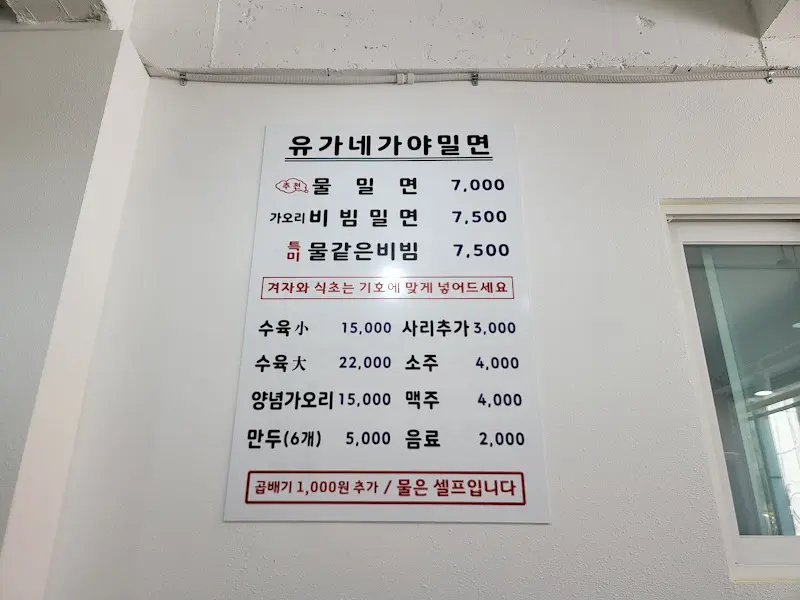 유가네가야밀면
추천 물 밀 면 7,000
가오리 비 빔 밀 면 7,500
특미 물같은비빔 7,500
겨자와 식초는 기호에 맞게 넣어드세요
수육 小 15,000 사리추가 3,000
수육 大 22,000 소주 4,000
양념가오리 15,000 맥주 4,000
만두(6개) 5,000 음료 2,000
곱배기 1,000원 추가 / 물은 셀프입니다